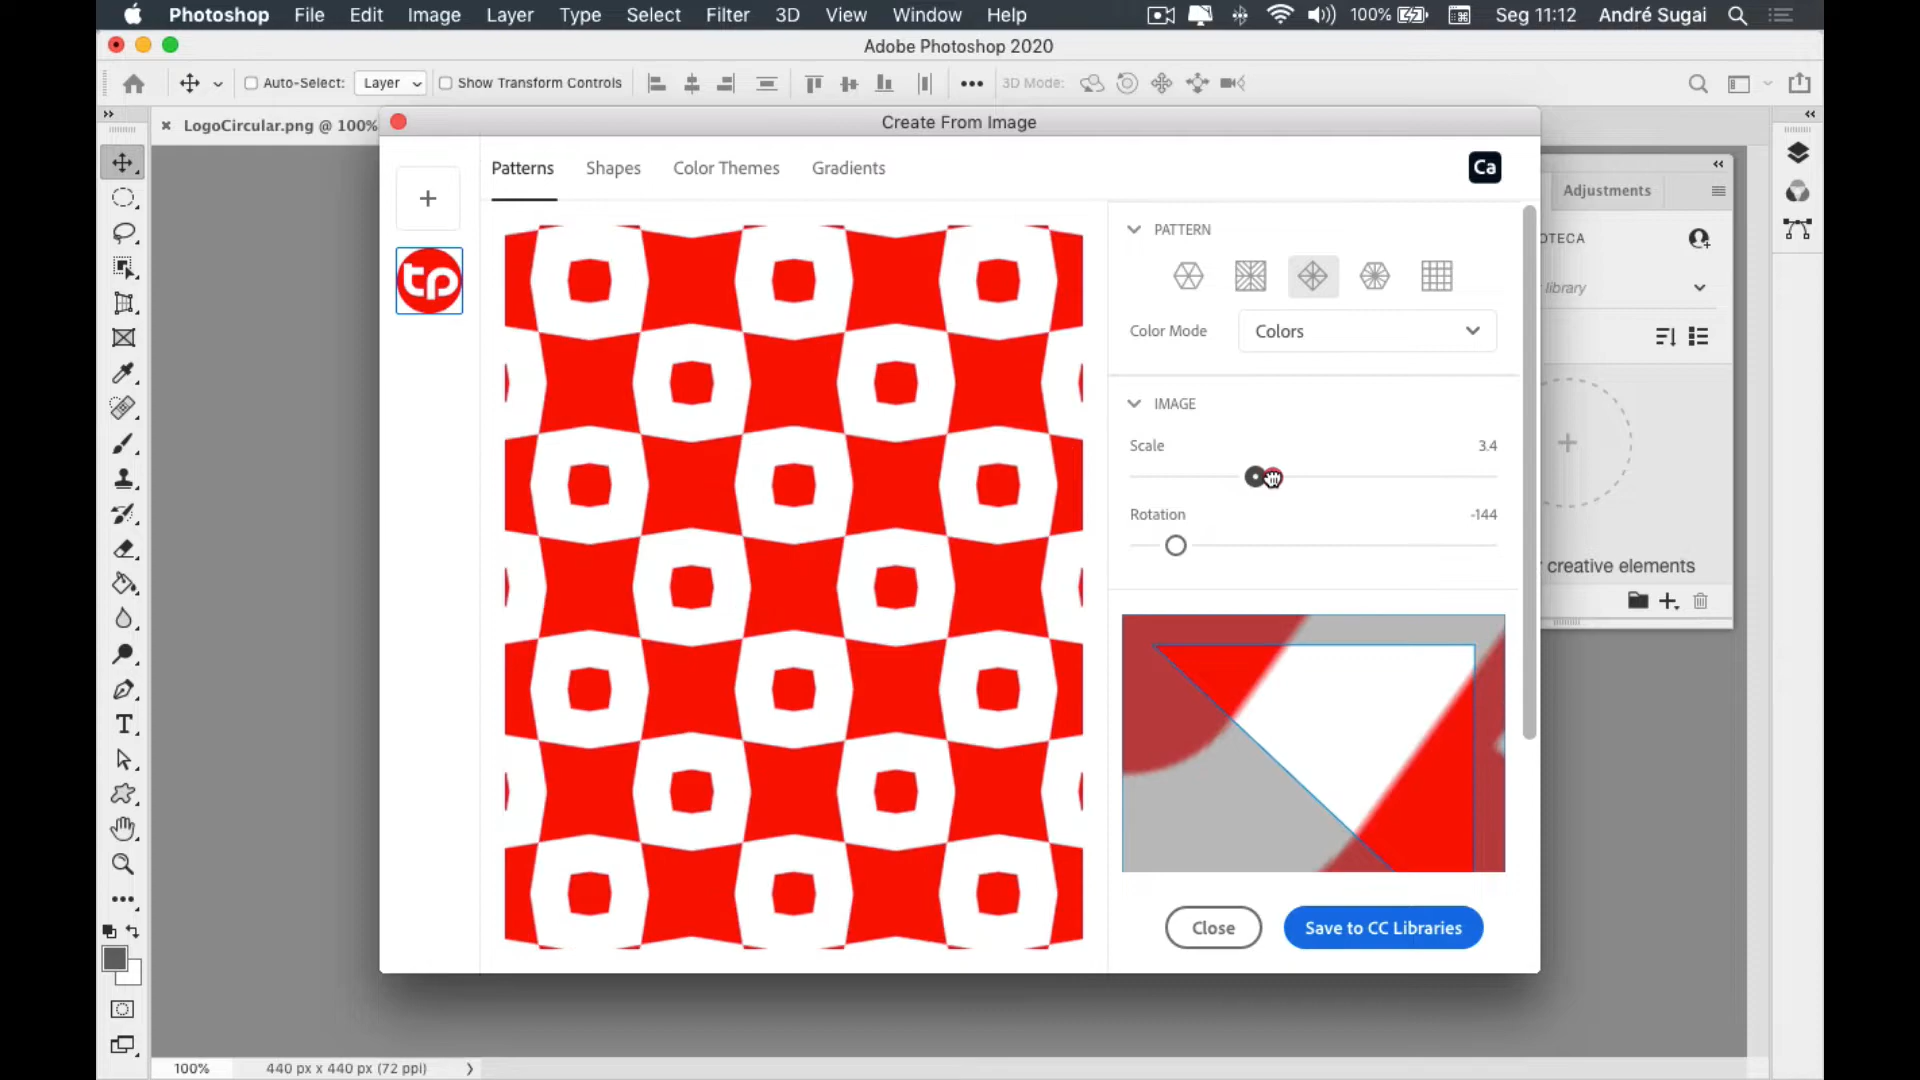 Photoshop File Edit Image Layer Type Select Filter 3D View Window Help 100% Seg 11:12 André Sugai
Adobe Photoshop 2020
Auto-Select: Layer Show Transform Controls 3D Mode:
LogoCircular.png @ 100%
Create From Image
Patterns Shapes Color Themes Gradients Ca
Adjustments
tp
PATTERN
OTECA
library
Color Mode Colors
IMAGE
Scale 3.4
Rotation -144
creative elements
Close Save to CC Libraries
100% 440 px x 440 px (72 ppi)